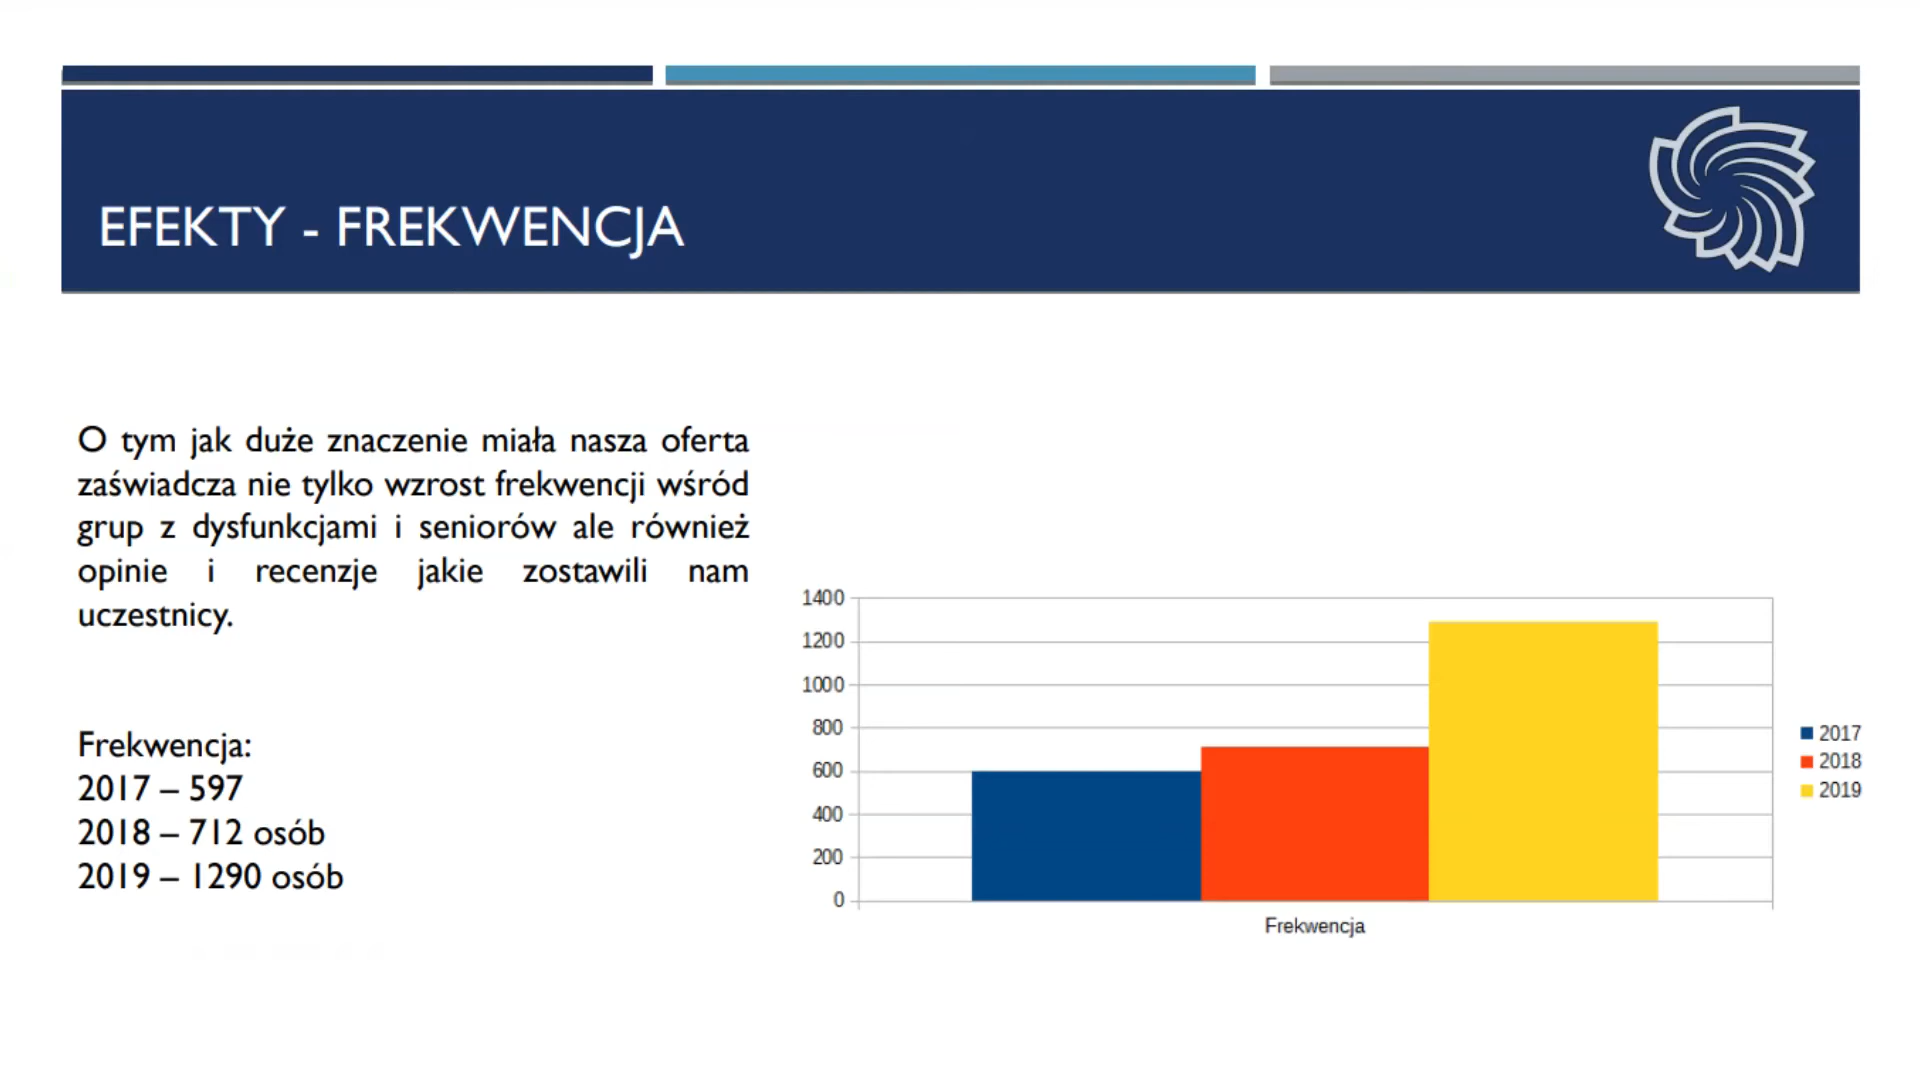 EFEKTY - FREKWENCJA
O tym jak duże znaczenie miała nasza oferta
zaświadcza nie tylko wzrost frekwencji wśród
grup z dysfunkcjami i seniorów ale również
opinie i recenzje jakie zostawili nam
uczestnicy.
Frekwencja:
2017 – 597
2018 – 712 osób
2019 – 1290 osób
1400
1200
1000
800
600
400
200
0
Frekwencja
2017
2018
2019